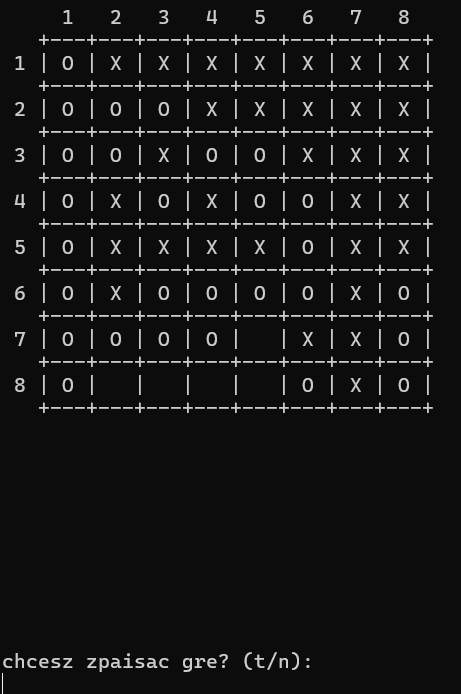 1 2 3 4 5 6 7 8
+---+---+---+---+---+---+---+---+
1 | O | X | X | X | X | X | X | X |
+---+---+---+---+---+---+---+---+
2 | O | O | O | X | X | X | X | X |
+---+---+---+---+---+---+---+---+
3 | O | O | X | O | O | X | X | X |
+---+---+---+---+---+---+---+---+
4 | O | X | O | X | O | O | X | X |
+---+---+---+---+---+---+---+---+
5 | O | X | X | X | X | O | X | X |
+---+---+---+---+---+---+---+---+
6 | O | X | O | O | O | O | X | O |
+---+---+---+---+---+---+---+---+
7 | O | O | O | O |   | X | X | O |
+---+---+---+---+---+---+---+---+
8 | O |   |   |   |   | O | X | O |
+---+---+---+---+---+---+---+---+
chcesz zpaisac gre? (t/n):